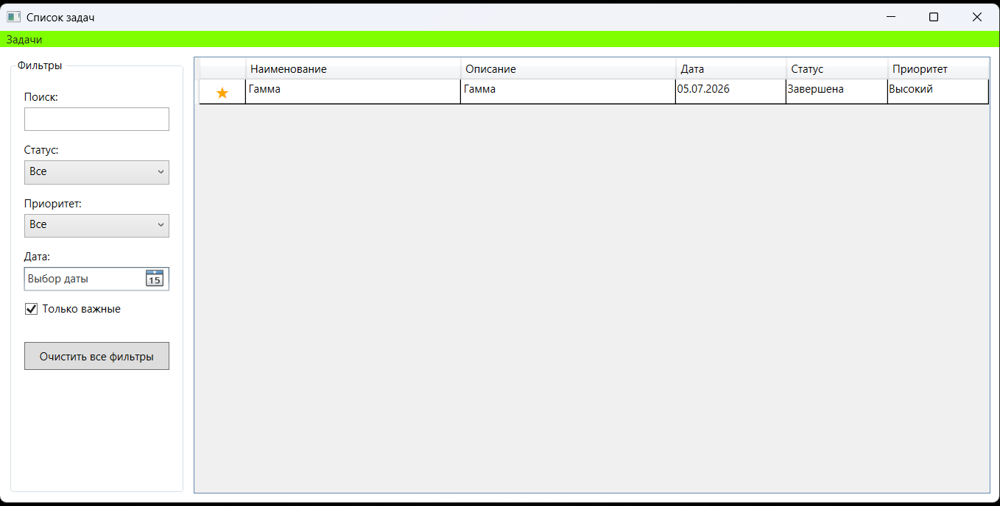 Список задач
Задачи
Фильтры
Поиск:
Статус:
Все
Приоритет:
Все
Дата:
Выбор даты 15
Только важные
Очистить все фильтры
Наименование Описание Дата Статус Приоритет
Гамма Гамма 05.07.2026 Завершена Высокий